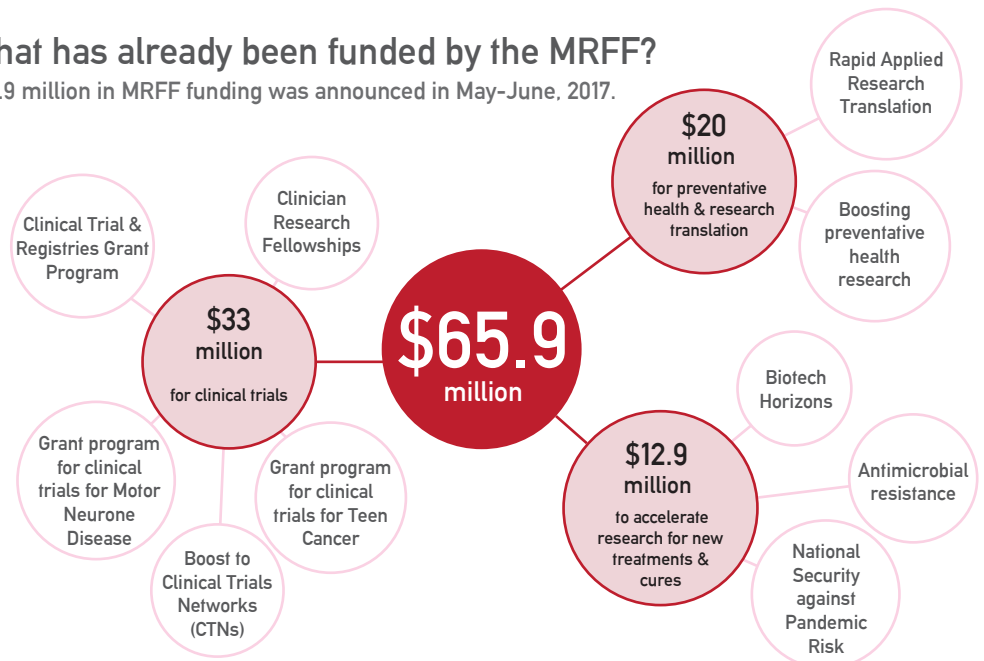 hat has already been funded by the MRFF?
.9 million in MRFF funding was announced in May-June, 2017.
Rapid Applied
Research
Translation
$20
million
for preventative
health & research
translation
Boosting
preventative
health
research
Clinician
Research
Fellowships
Clinical Trial &
Registries Grant
Program
$33
million
for clinical trials
$65.9
million
Grant program
for clinical
trials for Motor
Neurone
Disease
Boost to
Clinical Trials
Networks
(CTNs)
Grant program
for clinical
trials for Teen
Cancer
Biotech
Horizons
$12.9
million
to accelerate
research for new
treatments &
cures
Antimicrobial
resistance
National
Security
against
Pandemic
Risk